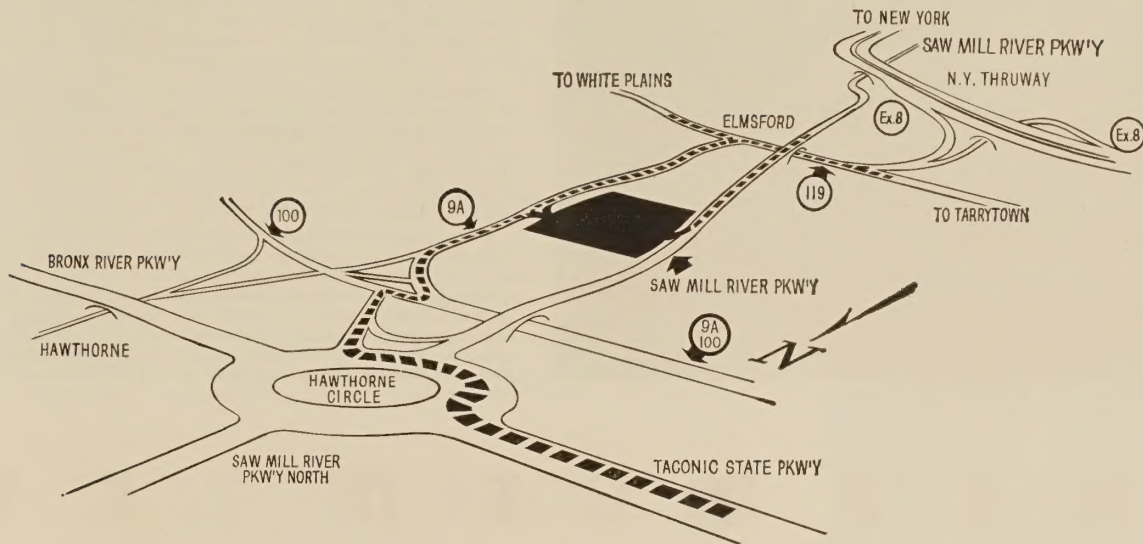 TO NEW YORK
SAW MILL RIVER PKW'Y
N.Y. THRUWAY
TO WHITE PLAINS
ELMSFORD
Ex.8
Ex.8
119
TO TARRYTOWN
9A
100
BRONX RIVER PKW'Y
SAW MILL RIVER PKW'Y
9A
100
N
HAWTHORNE
HAWTHORNE
CIRCLE
SAW MILL RIVER
PKW'Y NORTH
TACONIC STATE PKW'Y